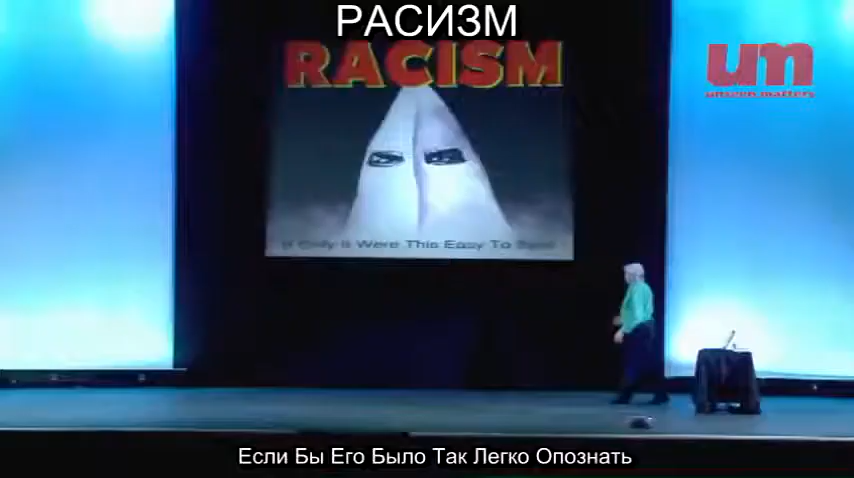 РАСИЗМ
RACISM
um
unseen matters
If Only It Were This Easy To Spot
Если Бы Его Было Так Легко Опознать